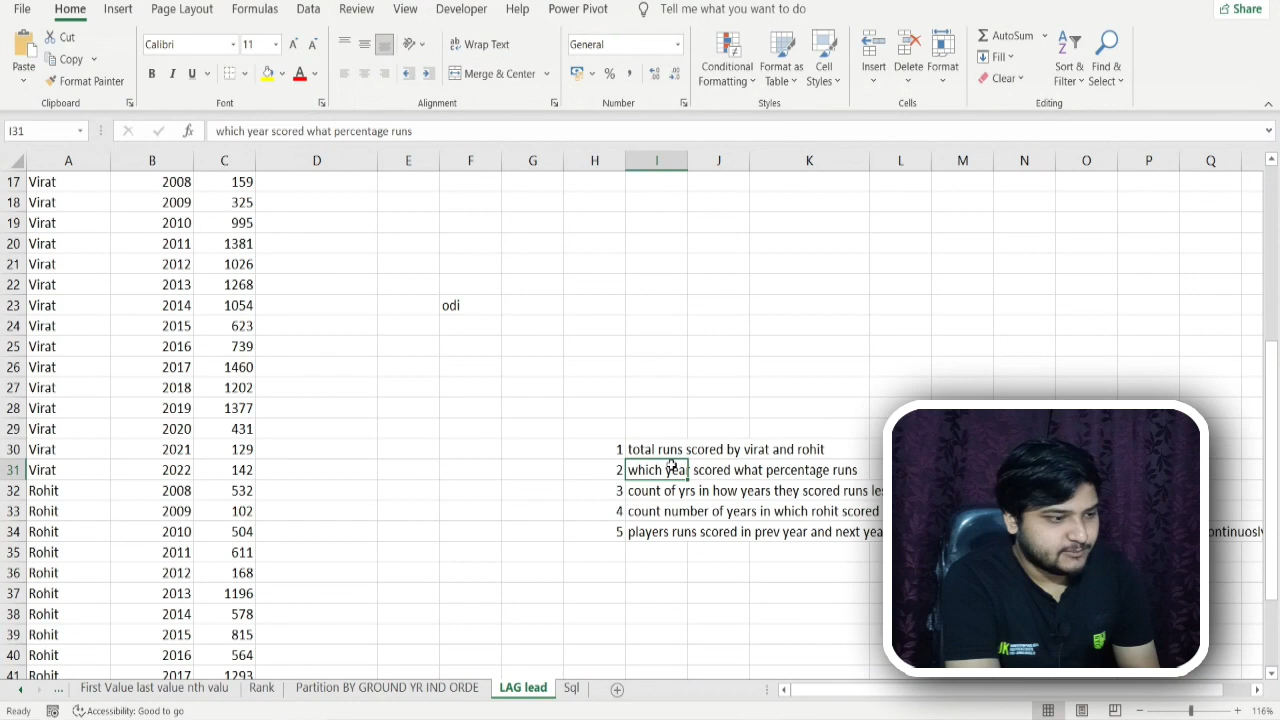 File Home Insert Page Layout Formulas Data Review View Developer Help Power Pivot Tell me what you want to do Share
Cut
Calibri 11 Wrap Text General AutoSum
Copy Fill
Paste Format Painter Merge & Center Conditional Formatting Format as Table Cell Styles Insert Delete Format Clear Sort & Filter Find & Select
Clipboard Font Alignment Number Styles Cells Editing
I31 which year scored what percentage runs
A B C D E F G H I J K L M N O P Q
17 Virat 2008 159
18 Virat 2009 325
19 Virat 2010 995
20 Virat 2011 1381
21 Virat 2012 1026
22 Virat 2013 1268
23 Virat 2014 1054 odi
24 Virat 2015 623
25 Virat 2016 739
26 Virat 2017 1460
27 Virat 2018 1202
28 Virat 2019 1377
29 Virat 2020 431
30 Virat 2021 129 1 total runs scored by virat and rohit
31 Virat 2022 142 2 which year scored what percentage runs
32 Rohit 2008 532 3 count of yrs in how years they scored runs les
33 Rohit 2009 102 4 count number of years in which rohit scored
34 Rohit 2010 504 5 players runs scored in prev year and next yea ontinuosly
35 Rohit 2011 611
36 Rohit 2012 168
37 Rohit 2013 1196
38 Rohit 2014 578
39 Rohit 2015 815
40 Rohit 2016 564
41 Rohit 2017 1293
... First Value last value nth valu Rank Partition BY GROUND YR IND ORDE LAG lead Sql
Ready Accessibility: Good to go 116%